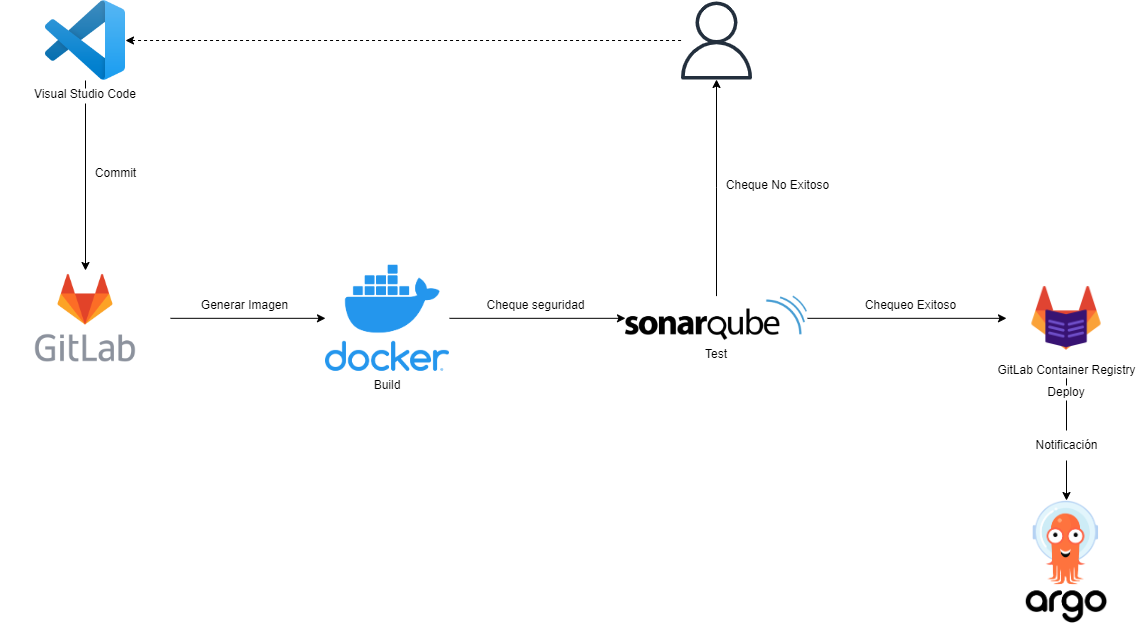 Visual Studio Code
Commit
Cheque No Exitoso
GitLab
Generar Imagen
docker
Build
Cheque seguridad
sonarqube
Test
Chequeo Exitoso
GitLab Container Registry
Deploy
Notificación
argo